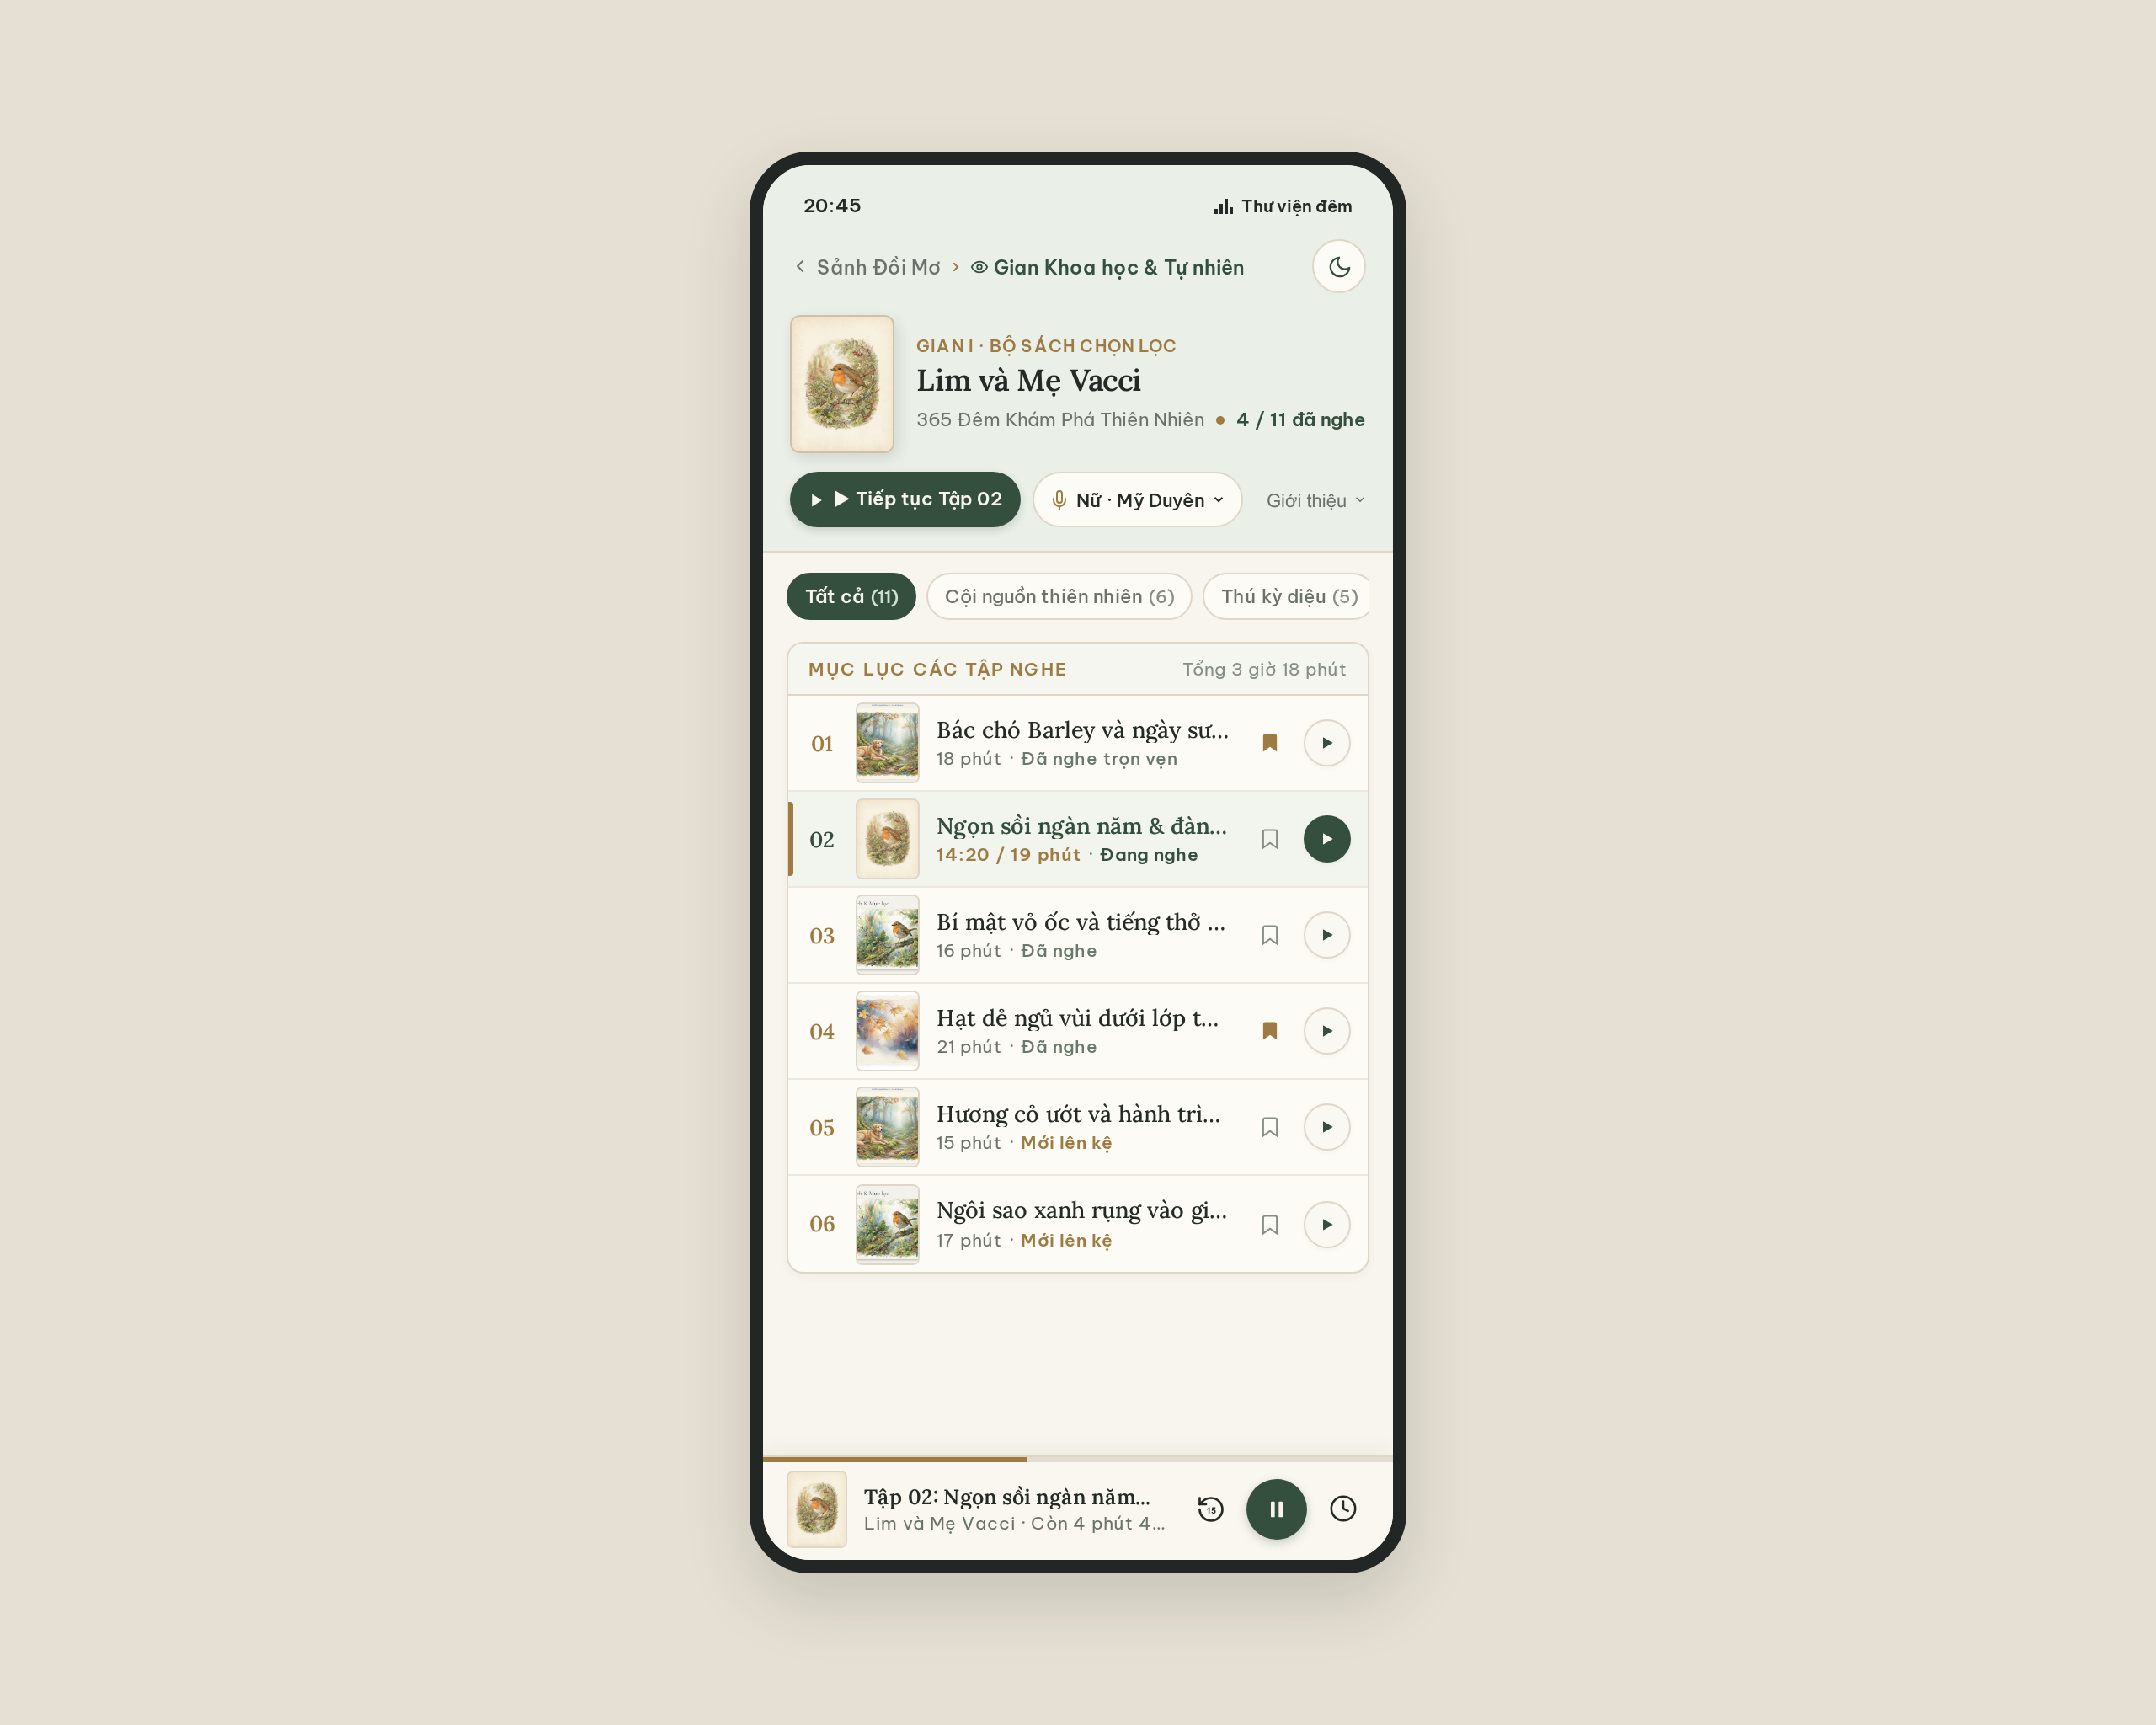 20:45 Thư viện đêm
Sảnh Đồi Mơ › Gian Khoa học & Tự nhiên
GIAN I · BỘ SÁCH CHỌN LỌC
Lim và Mẹ Vacci
365 Đêm Khám Phá Thiên Nhiên • 4 / 11 đã nghe
▶ Tiếp tục Tập 02 Nữ · Mỹ Duyên Giới thiệu
Tất cả (11) Cội nguồn thiên nhiên (6) Thú kỳ diệu (5)
MỤC LỤC CÁC TẬP NGHE Tổng 3 giờ 18 phút
01 Bác chó Barley và ngày sư...
18 phút · Đã nghe trọn vẹn
02 Ngọn sồi ngàn năm & đàn...
14:20 / 19 phút · Đang nghe
03 Bí mật vỏ ốc và tiếng thở ...
16 phút · Đã nghe
04 Hạt dẻ ngủ vùi dưới lớp t...
21 phút · Đã nghe
05 Hương cỏ ướt và hành trì...
15 phút · Mới lên kệ
06 Ngôi sao xanh rụng vào gi...
17 phút · Mới lên kệ
Tập 02: Ngọn sồi ngàn năm...
Lim và Mẹ Vacci · Còn 4 phút 4...
15